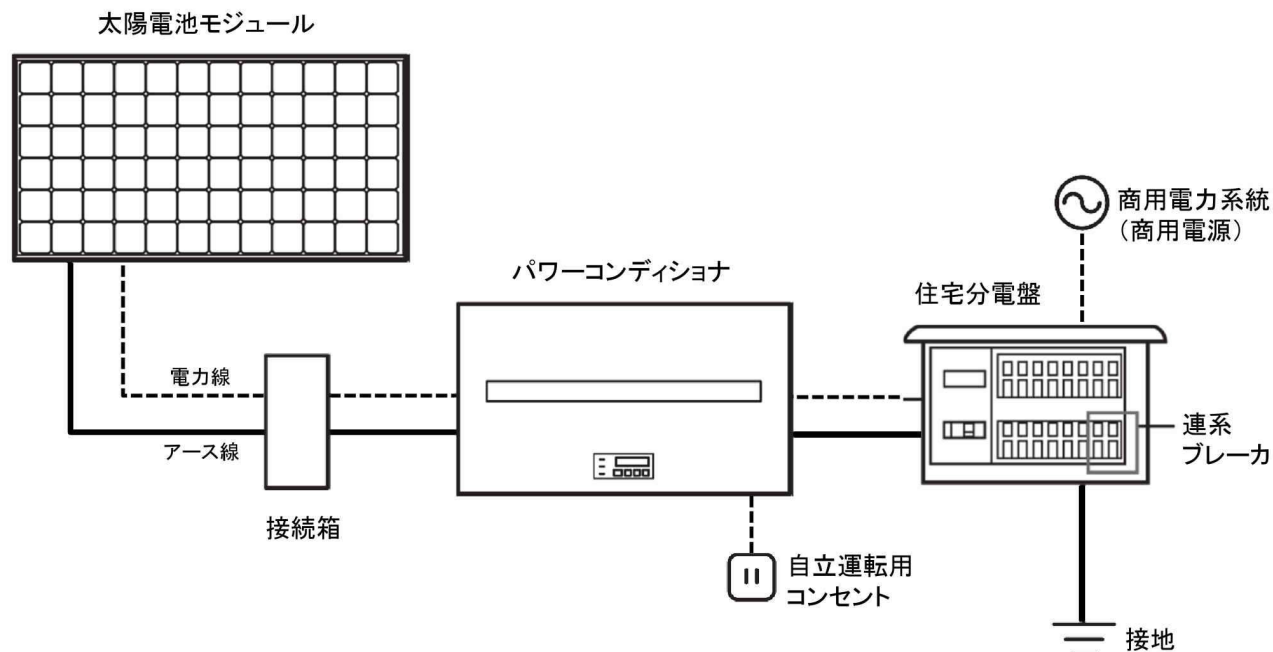 太陽電池モジュール
商用電力系統
(商用電源)
パワーコンディショナ
住宅分電盤
電力線
アース線
連系
ブレーカ
接続箱
自立運転用
コンセント
接地